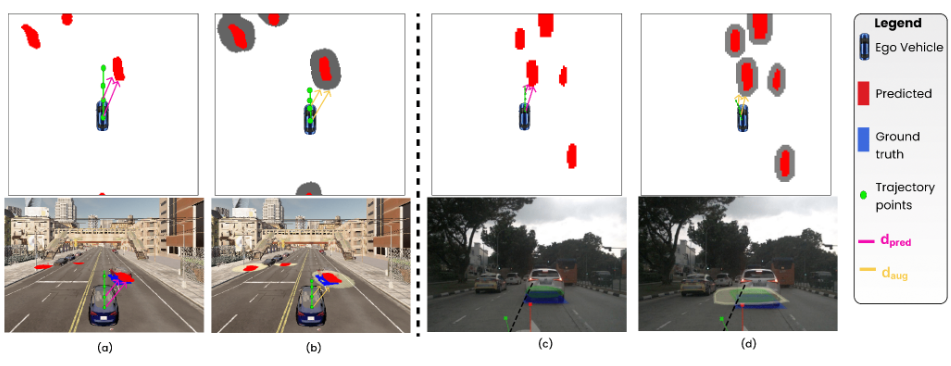 Legend
Ego Vehicle
Predicted
Ground
truth
Trajectory
points
dpred
daug
(a)
(b)
(c)
(d)